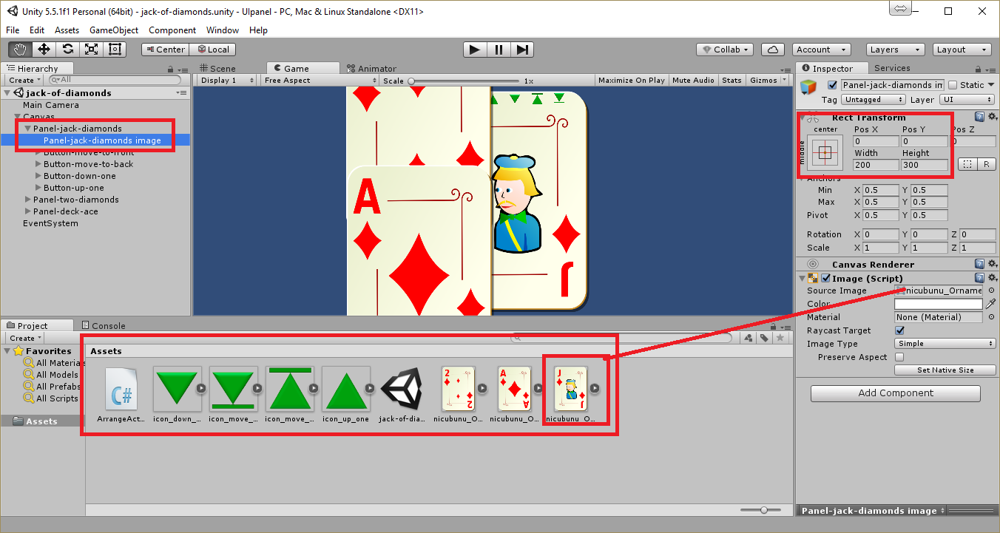 Unity 5.5.1f1 Personal (64bit) - jack-of-diamonds.unity - UIpanel - PC, Mac & Linux Standalone <DX11>
File Edit Assets GameObject Component Window Help
Center Local Collab Account Layers Layout
Hierarchy
Create All
jack-of-diamonds
Main Camera
Canvas
Panel-jack-diamonds
Panel-jack-diamonds image
Button-move-to-front
Button-move-to-back
Button-down-one
Button-up-one
Panel-two-diamonds
Panel-deck-ace
EventSystem
Scene Game Animator
Display 1 Free Aspect Scale 1x Maximize On Play Mute Audio Stats Gizmos
A
J
Inspector Services
Panel-jack-diamonds im Static
Tag Untagged Layer UI
Rect Transform
center Pos X Pos Y Pos Z
middle 0 0 0
Width Height
200 300 R
Anchors
Min X 0.5 Y 0.5
Max X 0.5 Y 0.5
Pivot X 0.5 Y 0.5
Rotation X 0 Y 0 Z 0
Scale X 1 Y 1 Z 1
Canvas Renderer
Image (Script)
Source Image nicubunu_Orname
Color
Material None (Material)
Raycast Target
Image Type Simple
Preserve Aspect
Set Native Size
Add Component
Panel-jack-diamonds image
Project Console
Create
Favorites
All Materia
All Models
All Prefabs
All Scripts
Assets
Assets
C# 2 2 A A J J
ArrangeAct... icon_down_... icon_move_... icon_move_... icon_up_one jack-of-dia... nicubunu_O... nicubunu_O... nicubunu_O...